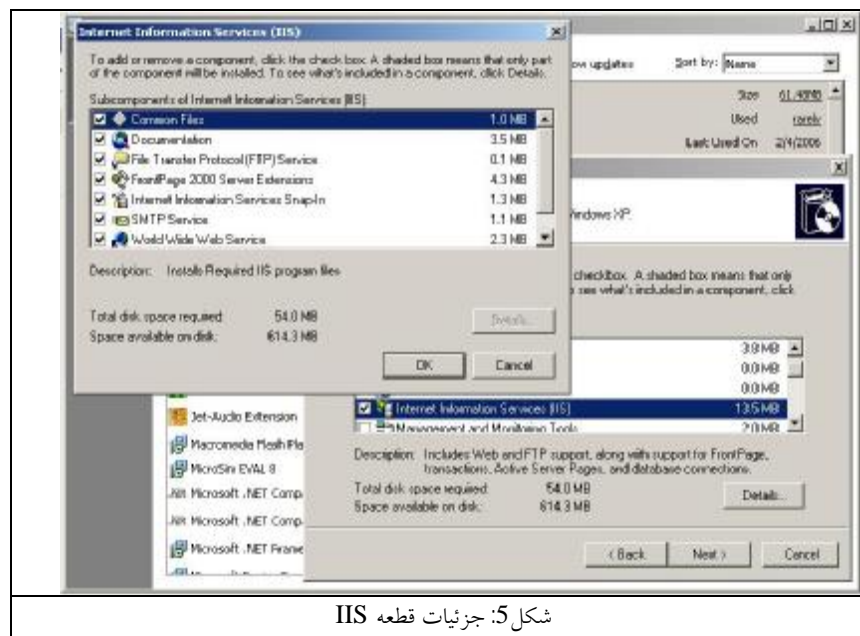 Internet Information Services (IIS)
To add or remove a component, click the check box. A shaded box means that only part
of the component will be installed. To see what's included in a component, click Details.
Subcomponents of Internet Information Services (IIS):
Common Files 1.0 MB
Documentation 3.5 MB
File Transfer Protocol (FTP) Service 0.1 MB
FrontPage 2000 Server Extensions 4.3 MB
Internet Information Services Snap-In 1.3 MB
SMTP Service 1.1 MB
World Wide Web Service 2.3 MB
Description: Installs Required IIS program files
Total disk space required: 54.0 MB
Space available on disk: 614.3 MB
Details...
OK
Cancel
ow updates
Sort by: Name
Size 61.40MB
Used rarely
Last Used On 2/4/2006
Windows XP.
checkbox. A shaded box means that only
see what's included in a component, click
3.9 MB
0.0 MB
0.0 MB
Internet Information Services (IIS) 13.5 MB
Management and Monitoring Tools 2.0 MB
Description: Includes Web and FTP support, along with support for FrontPage,
transactions, Active Server Pages, and database connections.
Total disk space required: 54.0 MB
Space available on disk: 614.3 MB
Details...
< Back
Next >
Cancel
Jet-Audio Extension
Macromedia Flash Pla
MicroSim EVAL 8
Microsoft .NET Comp
Microsoft .NET Comp
Microsoft .NET Frame
شکل5: جزئیات قطعه IIS